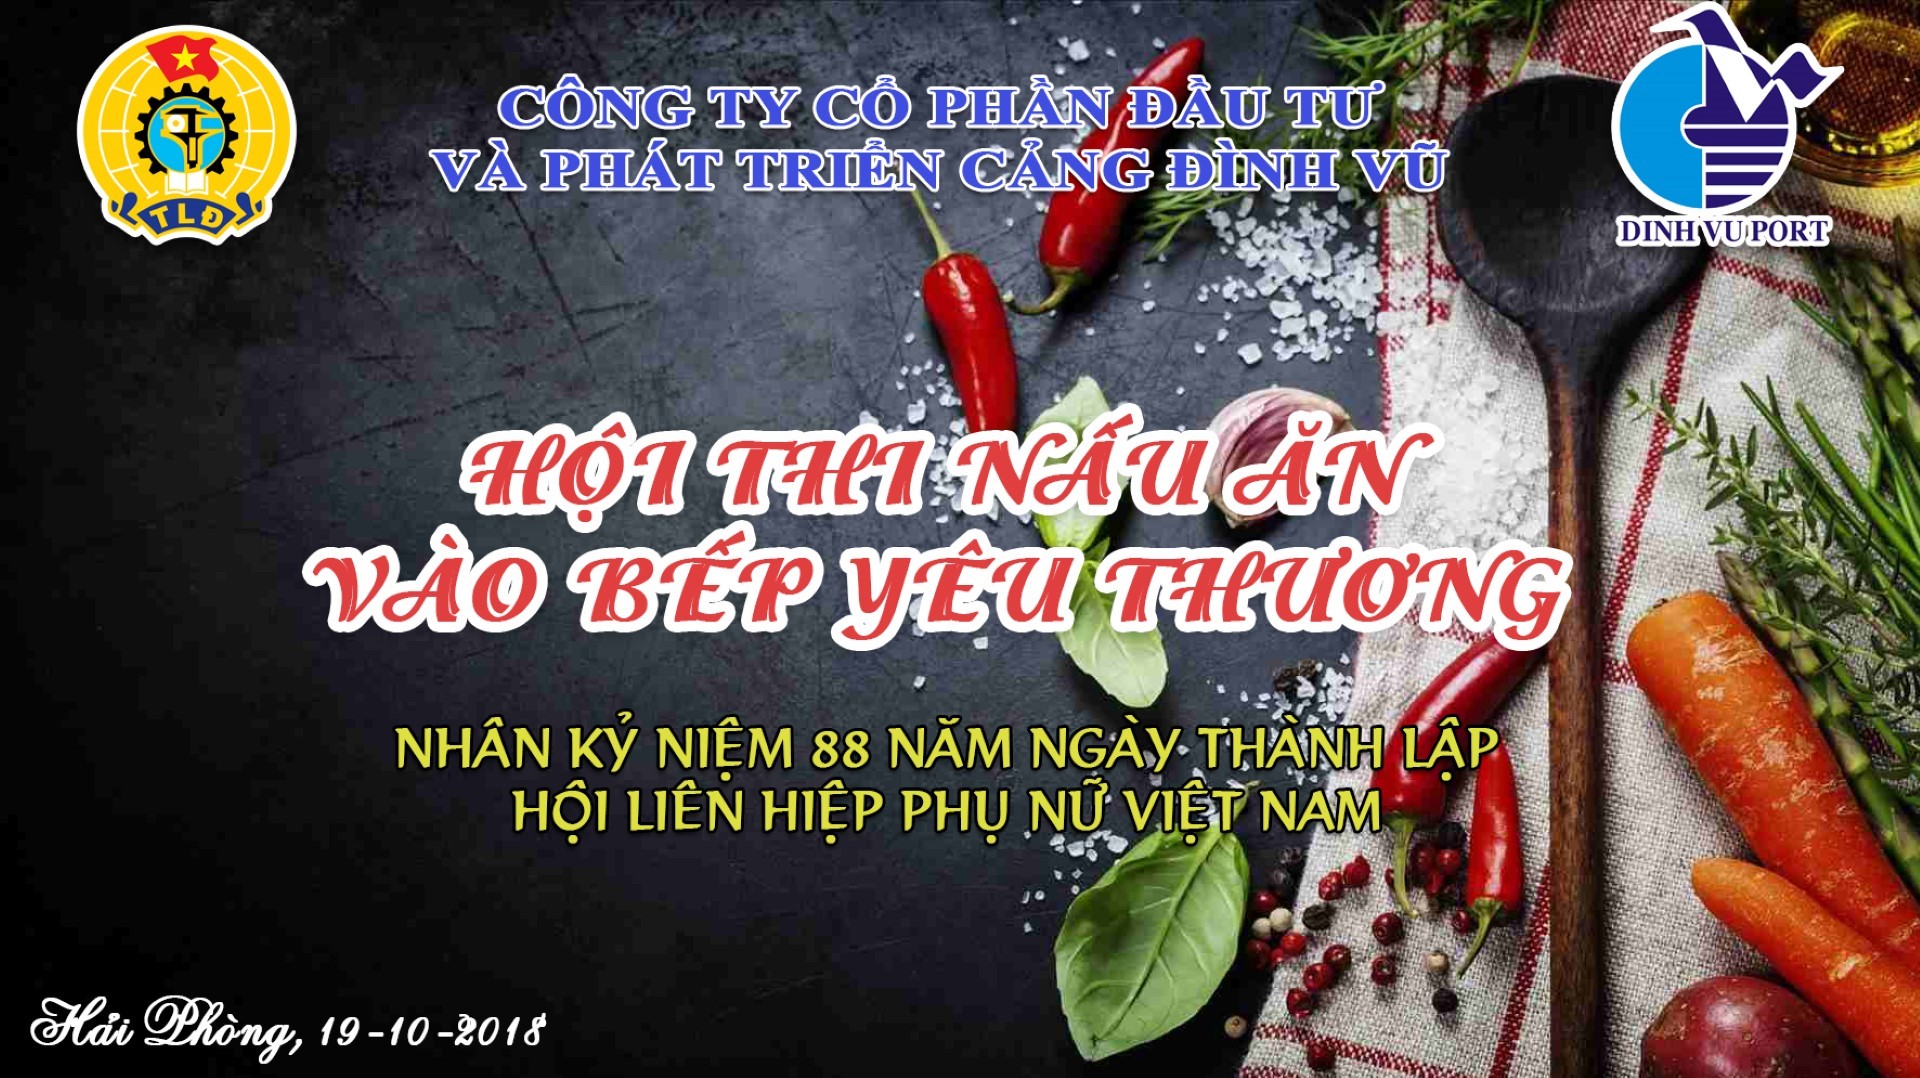 TLĐ
CÔNG TY CỔ PHẦN ĐẦU TƯ
VÀ PHÁT TRIỂN CẢNG ĐÌNH VŨ
DINH VU PORT
HỘI THI NẤU ĂN
VÀO BẾP YÊU THƯƠNG
NHÂN KỶ NIỆM 88 NĂM NGÀY THÀNH LẬP
HỘI LIÊN HIỆP PHỤ NỮ VIỆT NAM
Hải Phòng, 19-10-2018